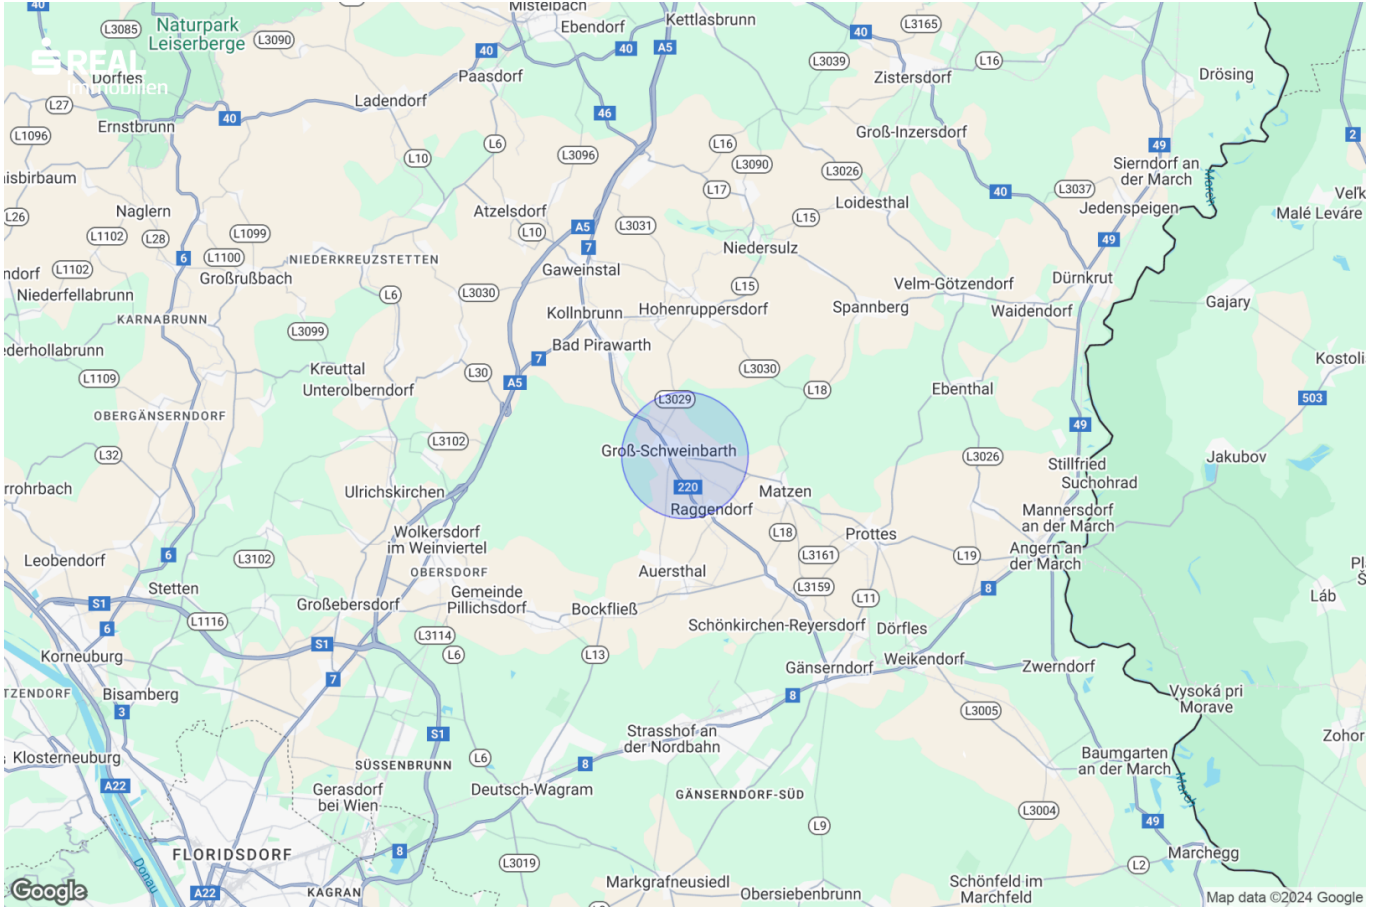 40
L3085
Naturpark
Leiserberge
L3090
Mistelbach
Ebendorf
Kettlasbrunn
L3165
40
A5
40
40
L3039
L16
REAL
Immobilien
Dörfles
Paasdorf
Zistersdorf
Drösing
L27
Ladendorf
40
46
L1096
Ernstbrunn
Groß-Inzersdorf
2
L10
L6
L3096
L16
L3090
49
L3026
Sierndorf an
der March
March
aisbirbaum
L17
40
L3037
Veľk
L26
Naglern
Atzelsdorf
Loidesthal
Jedenspeigen
Malé Leváre
L1102
L28
L1099
L10
A5
L3031
L15
49
7
Niedersulz
6
L1100
NIEDERKREUZSTETTEN
ndorf
L1102
Großrußbach
Gaweinstal
Dürnkrut
Niederfellabrunn
L6
L3030
L15
Velm-Götzendorf
Gajary
KARNABRUNN
Kollnbrunn
Hohenruppersdorf
Spannberg
Waidendorf
L3099
ederhollabrunn
Bad Pirawarth
7
Kostoli
L1109
Kreuttal
L30
L3030
Unterolberndorf
A5
L18
Ebenthal
503
OBERGÄNSERNDORF
L3029
49
L3102
L32
Groß-Schweinbarth
L3026
Jakubov
Stillfried
rrohrbach
Ulrichskirchen
220
Matzen
Suchohrad
Raggendorf
Mannersdorf
an der March
Wolkersdorf
im Weinviertel
L18
Prottes
L3102
6
L3161
L19
Angern an
der March
Leobendorf
OBERSDORF
Auersthal
Stetten
L3159
8
S1
Großebersdorf
Gemeinde
Pillichsdorf
Bockfließ
L11
Láb
L1116
6
L3114
Schönkirchen-Reyersdorf
Dörfles
S1
Korneuburg
L6
L13
Gänserndorf
Weikendorf
Zwerndorf
7
TZENDORF
Bisamberg
8
Vysoká pri
Morave
3
L3005
S1
Strasshof an
der Nordbahn
Zohor
Klosterneuburg
L6
SÜSSENBRUNN
8
Baumgarten
an der March
A22
Gerasdorf
bei Wien
Deutsch-Wagram
GÄNSERNDORF-SÜD
March
L3004
L9
49
FLORIDSDORF
8
Marchegg
Donau
L3019
L2
A22
KAGRAN
Markgrafneusiedl
Obersiebenbrunn
Schönfeld im
Marchfeld
Google
Map data ©2024 Google